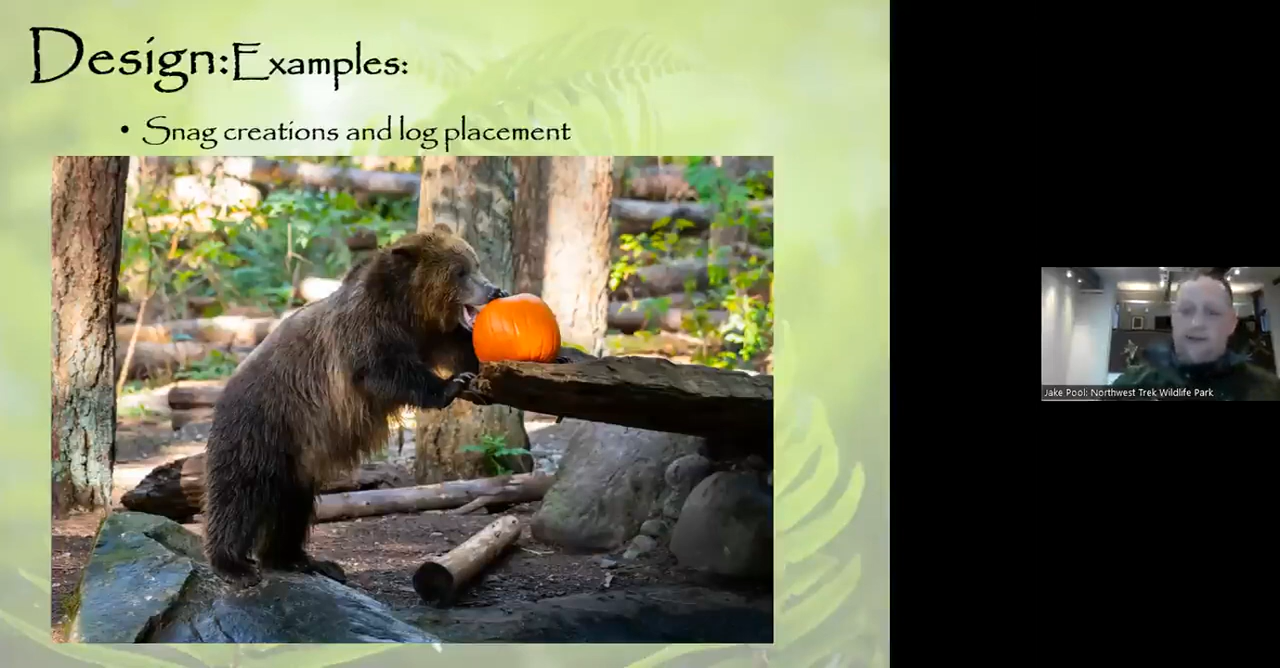 Design:Examples:
• Snag creations and log placement
Jake Pool: Northwest Trek Wildlife Park